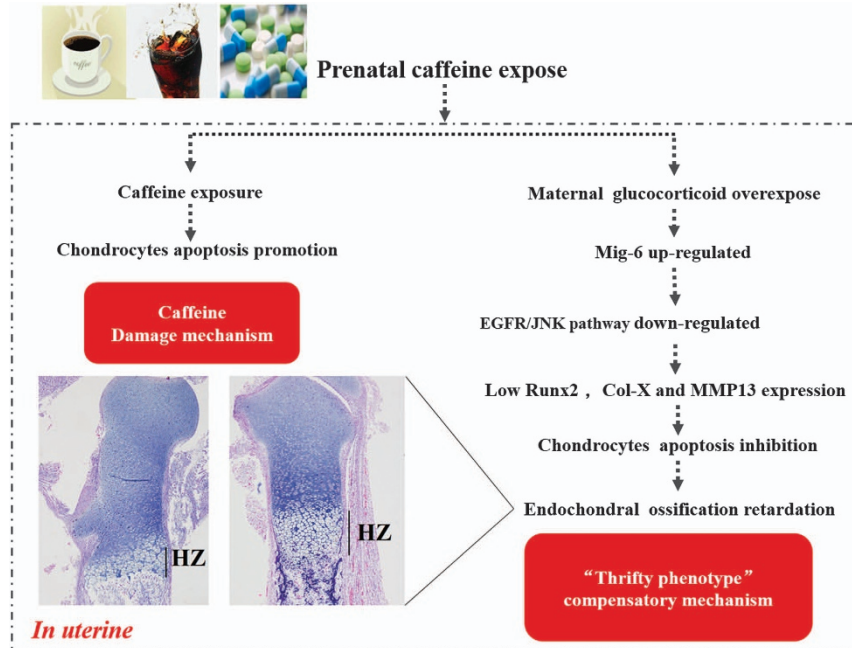 coffee
Prenatal caffeine expose
Caffeine exposure
Chondrocytes apoptosis promotion
Caffeine
Damage mechanism
Maternal glucocorticoid overexpose
Mig-6 up-regulated
EGFR/JNK pathway down-regulated
Low Runx2 , Col-X and MMP13 expression
Chondrocytes apoptosis inhibition
Endochondral ossification retardation
“Thrifty phenotype”
compensatory mechanism
HZ
HZ
In uterine